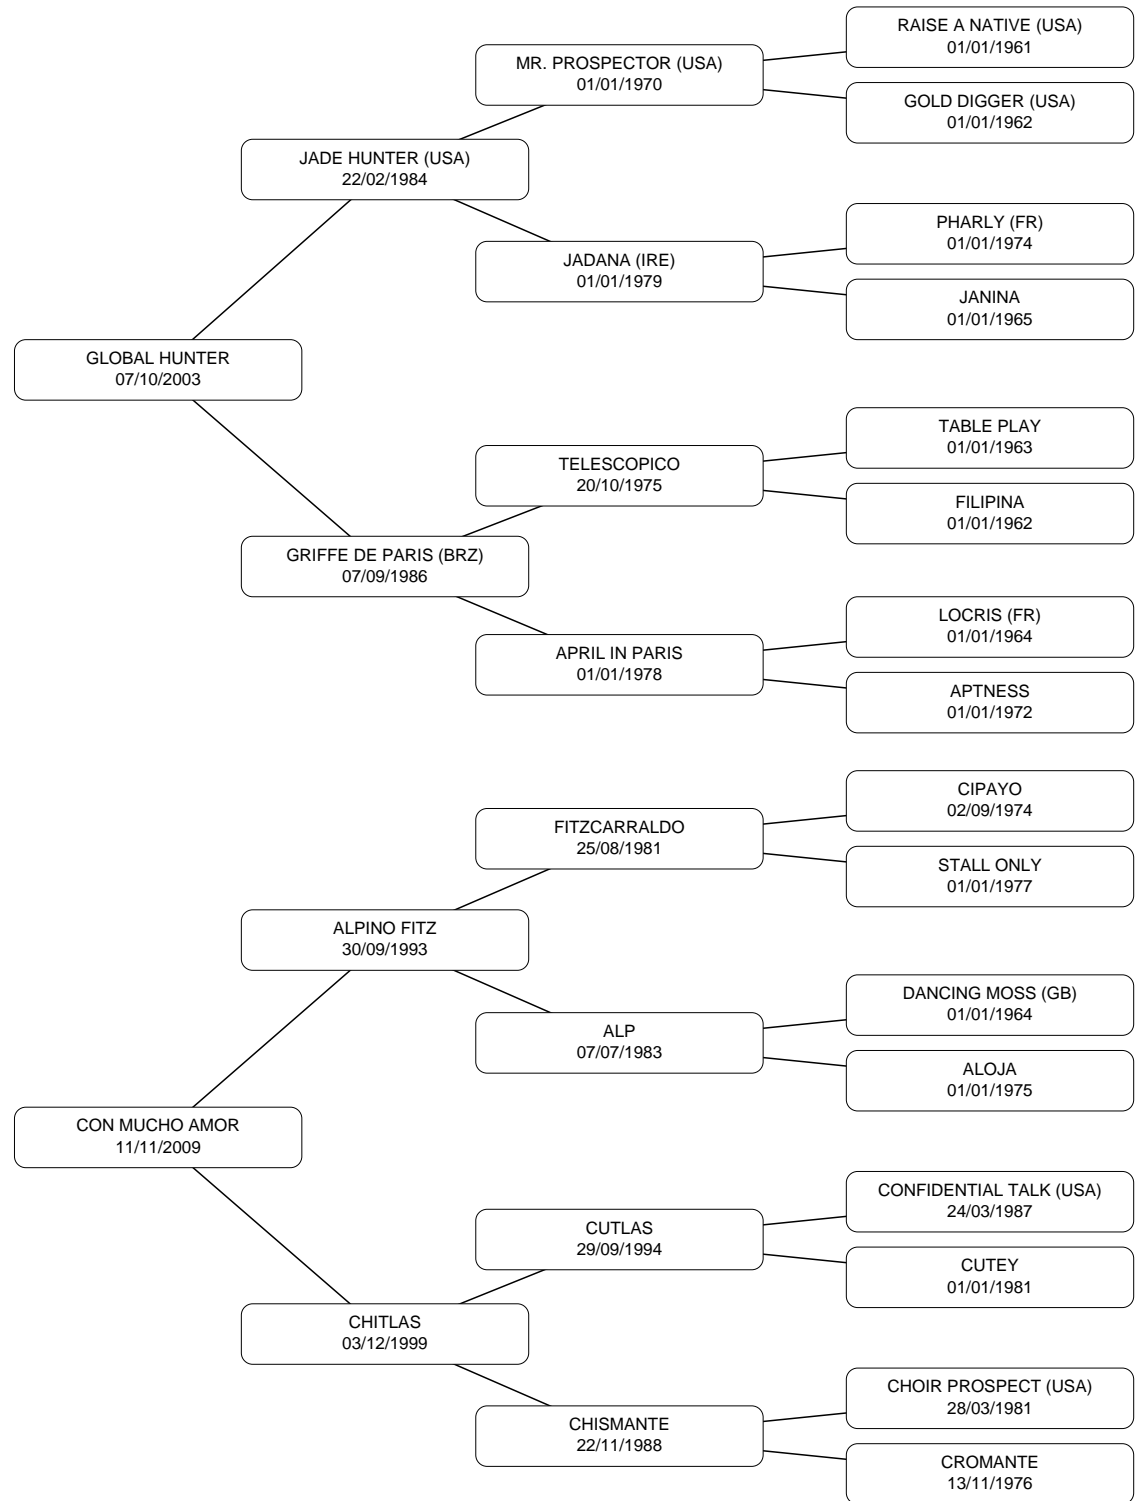 RAISE A NATIVE (USA)
01/01/1961
MR. PROSPECTOR (USA)
01/01/1970
GOLD DIGGER (USA)
01/01/1962
JADE HUNTER (USA)
22/02/1984
PHARLY (FR)
01/01/1974
JADANA (IRE)
01/01/1979
JANINA
01/01/1965
GLOBAL HUNTER
07/10/2003
TABLE PLAY
01/01/1963
TELESCOPICO
20/10/1975
FILIPINA
01/01/1962
GRIFFE DE PARIS (BRZ)
07/09/1986
LOCRIS (FR)
01/01/1964
APRIL IN PARIS
01/01/1978
APTNESS
01/01/1972
CIPAYO
02/09/1974
FITZCARRALDO
25/08/1981
STALL ONLY
01/01/1977
ALPINO FITZ
30/09/1993
DANCING MOSS (GB)
01/01/1964
ALP
07/07/1983
ALOJA
01/01/1975
CON MUCHO AMOR
11/11/2009
CONFIDENTIAL TALK (USA)
24/03/1987
CUTLAS
29/09/1994
CUTEY
01/01/1981
CHITLAS
03/12/1999
CHOIR PROSPECT (USA)
28/03/1981
CHISMANTE
22/11/1988
CROMANTE
13/11/1976